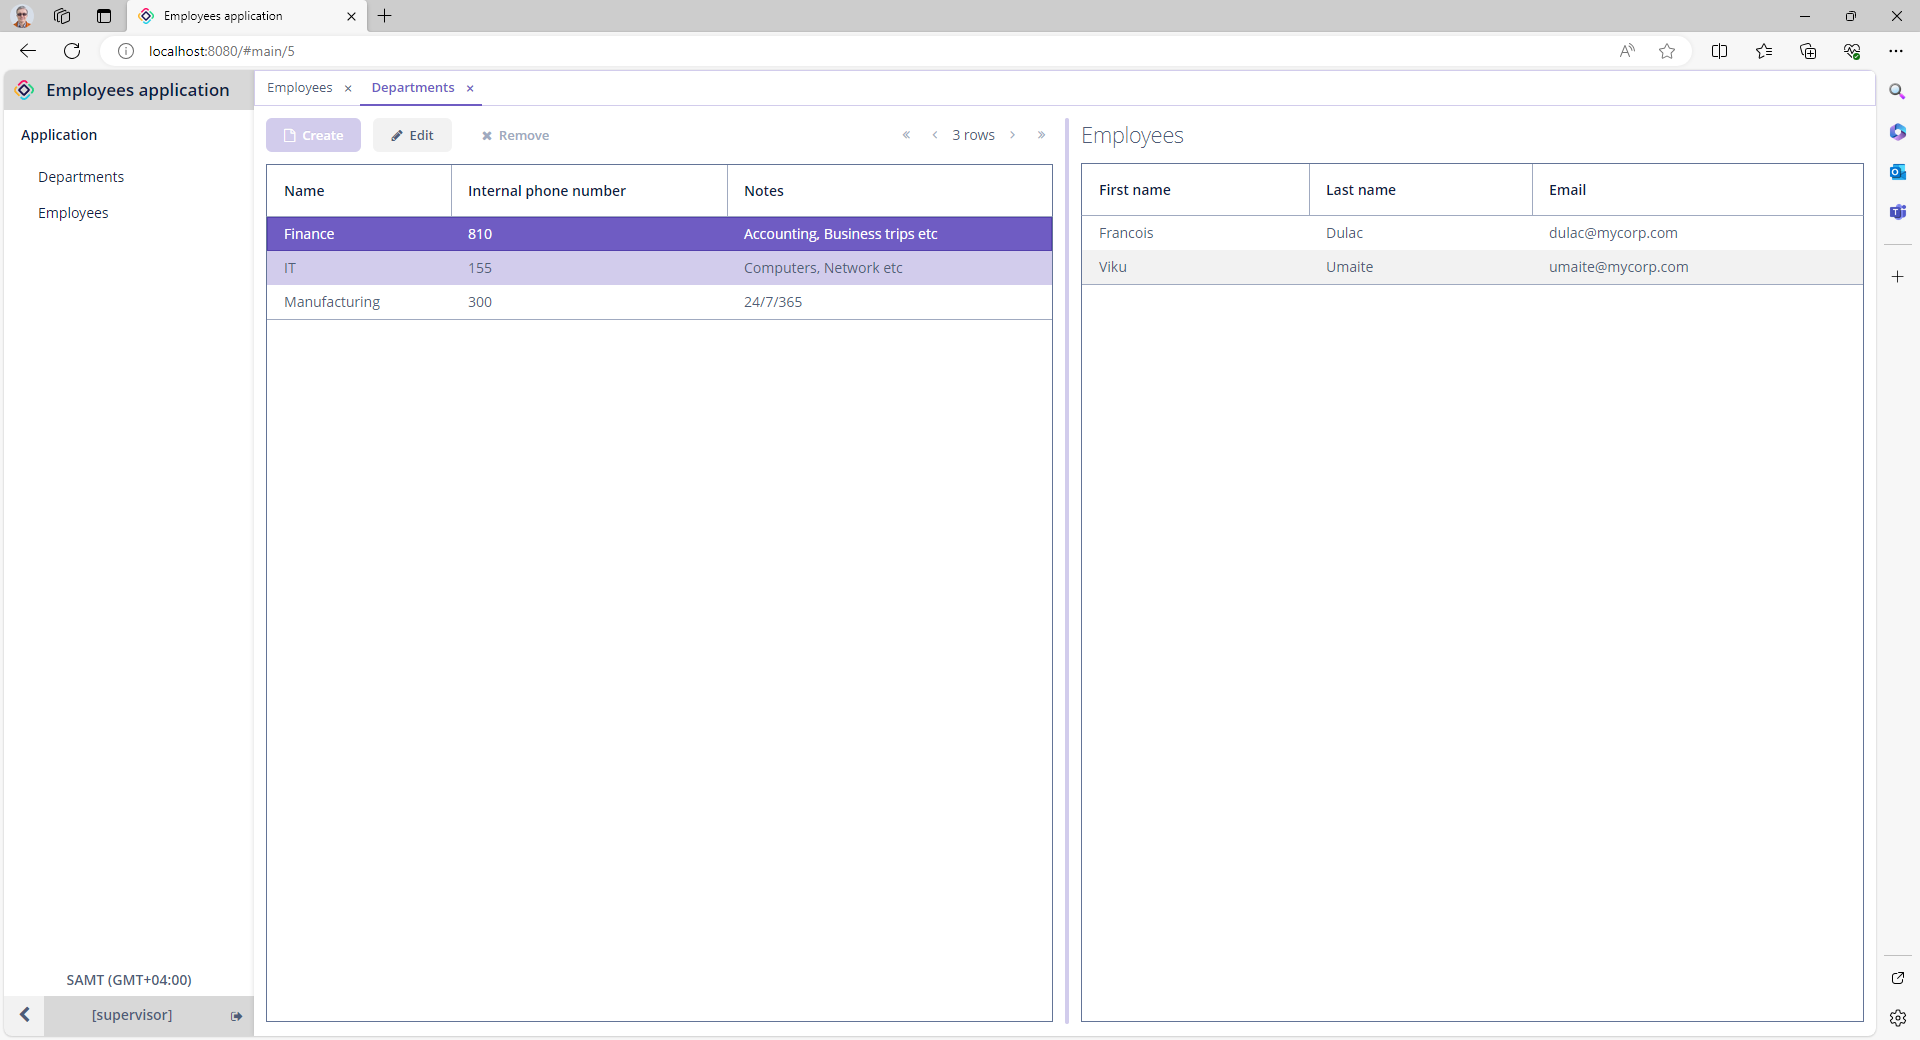 Employees application
localhost:8080/#main/5
Employees application
Employees
Departments
Application
Departments
Employees
Create
Edit
Remove
3 rows
Name Internal phone number Notes
Finance 810 Accounting, Business trips etc
IT 155 Computers, Network etc
Manufacturing 300 24/7/365
Employees
First name Last name Email
Francois Dulac dulac@mycorp.com
Viku Umaite umaite@mycorp.com
SAMT (GMT+04:00)
[supervisor]